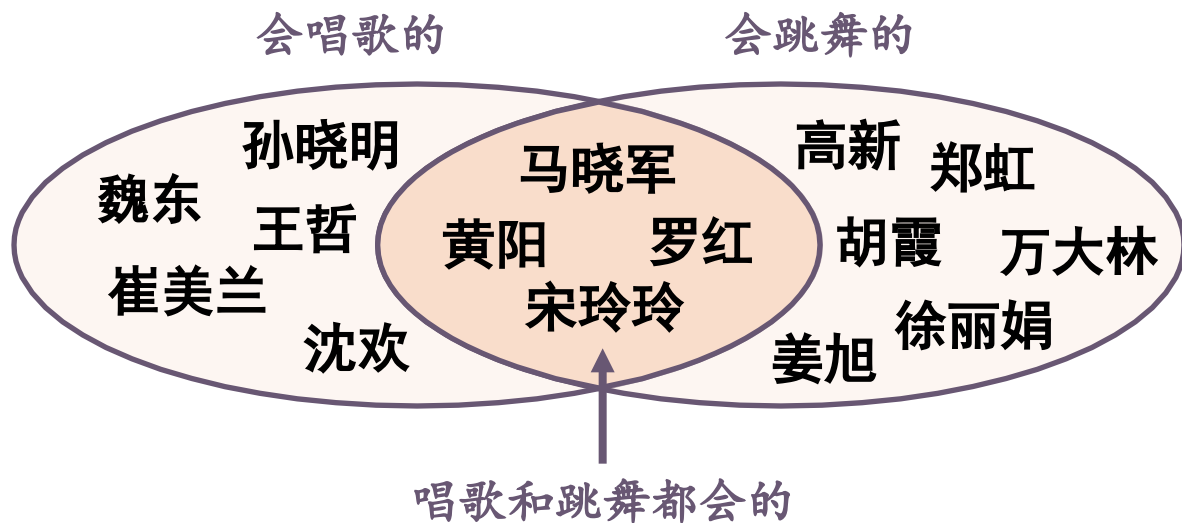 会唱歌的
会跳舞的
孙晓明
魏东
王哲
崔美兰
沈欢
马晓军
黄阳
罗红
宋玲玲
高新
郑虹
胡霞
万大林
徐丽娟
姜旭
唱歌和跳舞都会的